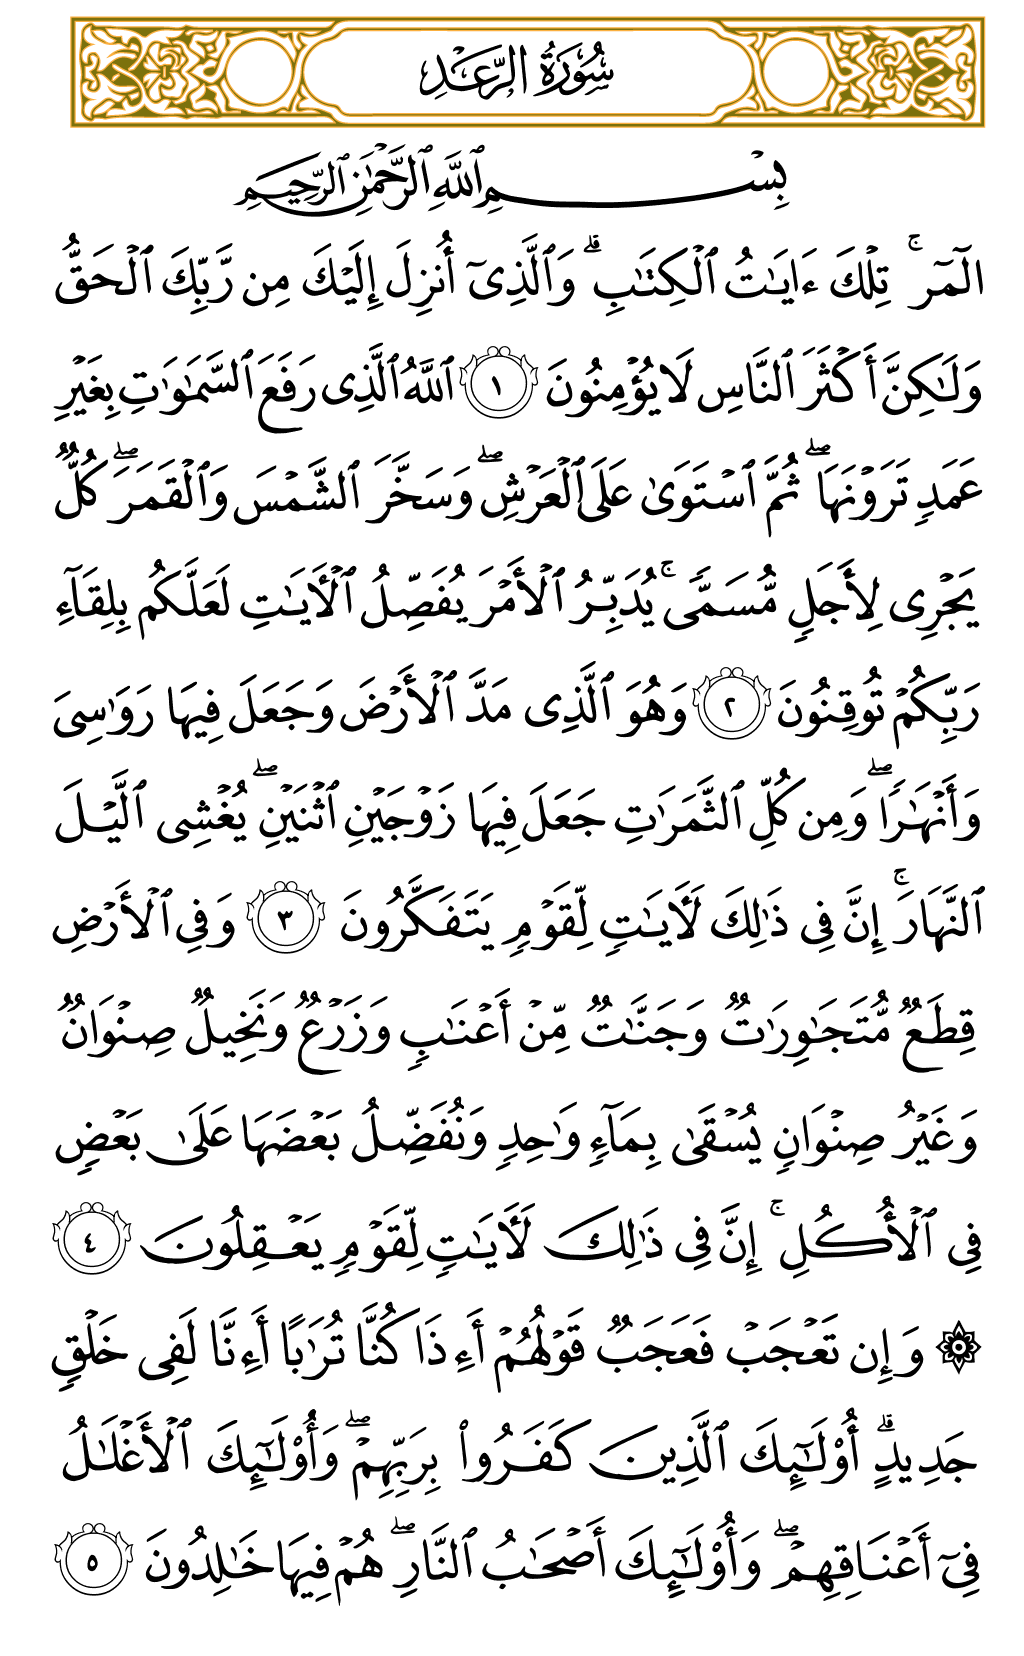 سُورَةُ الرَّعْدِ
بِسْمِ ٱللَّهِ ٱلرَّحْمَٰنِ ٱلرَّحِيمِ
الٓمٓرۚ تِلْكَ ءَايَٰتُ ٱلْكِتَٰبِۗ وَٱلَّذِىٓ أُنزِلَ إِلَيْكَ مِن رَّبِّكَ ٱلْحَقُّ
وَلَٰكِنَّ أَكْثَرَ ٱلنَّاسِ لَا يُؤْمِنُونَ ١ ٱللَّهُ ٱلَّذِى رَفَعَ ٱلسَّمَٰوَٰتِ بِغَيْرِ
عَمَدٍ تَرَوْنَهَاۖ ثُمَّ ٱسْتَوَىٰ عَلَى ٱلْعَرْشِۖ وَسَخَّرَ ٱلشَّمْسَ وَٱلْقَمَرَۖ كُلٌّ
يَجْرِى لِأَجَلٍ مُّسَمًّىۚ يُدَبِّرُ ٱلْأَمْرَ يُفَصِّلُ ٱلْأَيَٰتِ لَعَلَّكُم بِلِقَآءِ
رَبِّكُمْ تُوقِنُونَ ٢ وَهُوَ ٱلَّذِى مَدَّ ٱلْأَرْضَ وَجَعَلَ فِيهَا رَوَٰسِىَ
وَأَنْهَٰرًاۖ وَمِن كُلِّ ٱلثَّمَرَٰتِ جَعَلَ فِيهَا زَوْجَيْنِ ٱثْنَيْنِۖ يُغْشِى ٱلَّيْلَ
ٱلنَّهَارَۚ إِنَّ فِى ذَٰلِكَ لَأَيَٰتٍ لِّقَوْمٍ يَتَفَكَّرُونَ ٣ وَفِى ٱلْأَرْضِ
قِطَعٌ مُّتَجَٰوِرَٰتٌ وَجَنَّٰتٌ مِّنْ أَعْنَٰبٍ وَزَرْعٌ وَنَخِيلٌ صِنْوَانٌ
وَغَيْرُ صِنْوَانٍ يُسْقَىٰ بِمَآءٍ وَٰحِدٍ وَنُفَضِّلُ بَعْضَهَا عَلَىٰ بَعْضٍ
فِى ٱلْأُكُلِۚ إِنَّ فِى ذَٰلِكَ لَأَيَٰتٍ لِّقَوْمٍ يَعْقِلُونَ ٤
۞ وَإِن تَعْجَبْ فَعَجَبٌ قَوْلُهُمْ أَءِذَا كُنَّا تُرَٰبًا أَءِنَّا لَفِى خَلْقٍ
جَدِيدٍۗ أُو۟لَٰٓئِكَ ٱلَّذِينَ كَفَرُوا۟ بِرَبِّهِمْۖ وَأُو۟لَٰٓئِكَ ٱلْأَغْلَٰلُ
فِىٓ أَعْنَاقِهِمْۖ وَأُو۟لَٰٓئِكَ أَصْحَٰبُ ٱلنَّارِۖ هُمْ فِيهَا خَٰلِدُونَ ٥